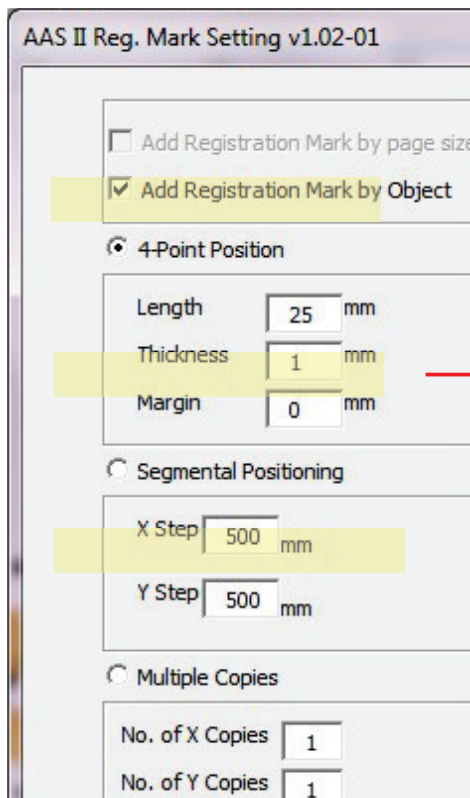 AAS II Reg. Mark Setting v1.02-01
Add Registration Mark by page size
Add Registration Mark by Object
4-Point Position
Length 25 mm
Thickness 1 mm
Margin 0 mm
Segmental Positioning
X Step 500 mm
Y Step 500 mm
Multiple Copies
No. of X Copies 1
No. of Y Copies 1